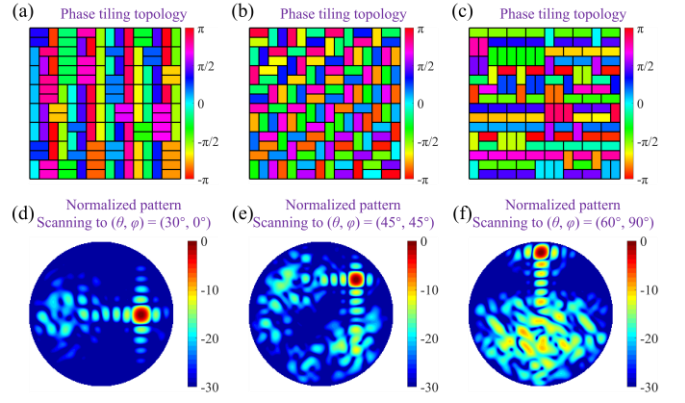 (a) Phase tiling topology
π
π/2
0
-π/2
-π
(b) Phase tiling topology
π
π/2
0
-π/2
-π
(c) Phase tiling topology
π
π/2
0
-π/2
-π
(d) Normalized pattern
Scanning to (θ, φ) = (30°, 0°)
0
-10
-20
-30
(e) Normalized pattern
Scanning to (θ, φ) = (45°, 45°)
0
-10
-20
-30
(f) Normalized pattern
Scanning to (θ, φ) = (60°, 90°)
0
-10
-20
-30